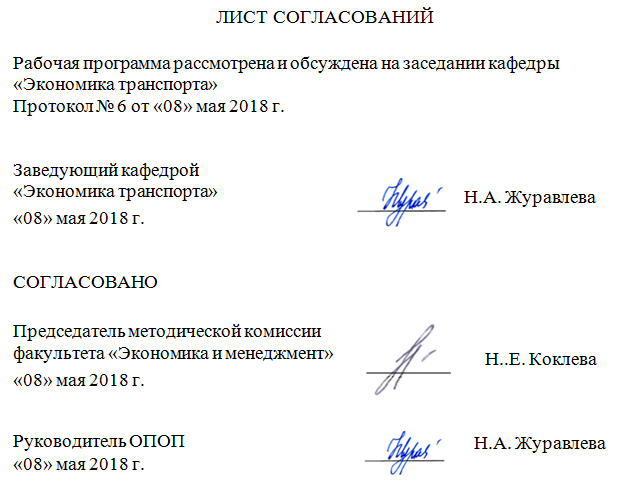 ЛИСТ СОГЛАСОВАНИЙ
Рабочая программа рассмотрена и обсуждена на заседании кафедры
«Экономика транспорта»
Протокол № 6 от «08» мая 2018 г.
Заведующий кафедрой
«Экономика транспорта»
Н.А. Журавлева
«08» мая 2018 г.
СОГЛАСОВАНО
Председатель методической комиссии
факультета «Экономика и менеджмент»
Н..Е. Коклева
«08» мая 2018 г.
Руководитель ОПОП
Н.А. Журавлева
«08» мая 2018 г.